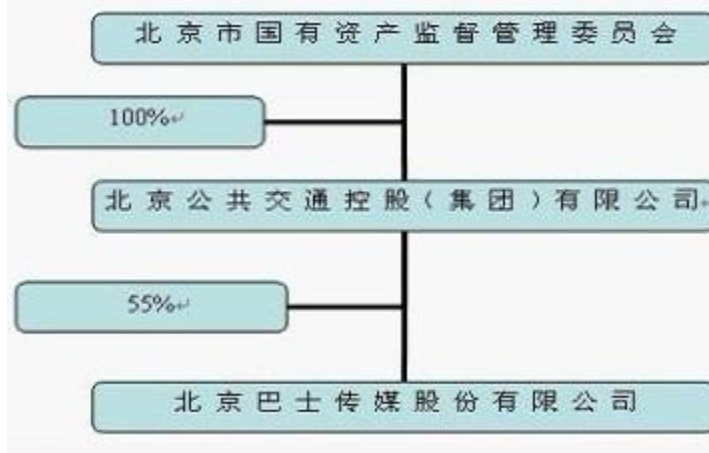 北京市国有资产监督管理委员会
100%↵
北京公共交通控股(集团)有限公司
55%↵
北京巴士传媒股份有限公司